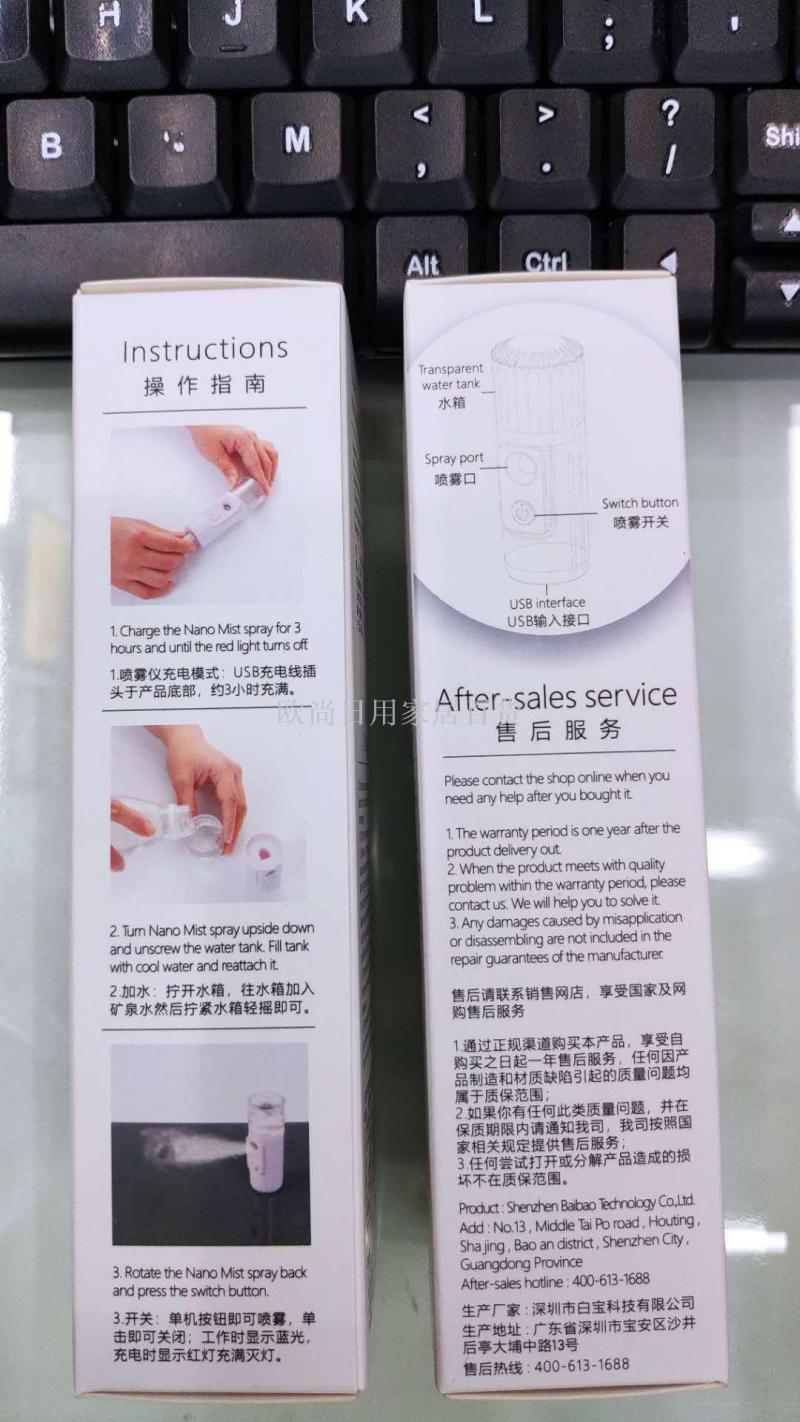 H
J
K
L
;
B
M
<
,
>
.
?
/
Shi
Alt
Ctrl
Instructions
操作指南
1. Charge the Nano Mist spray for 3
hours and until the red light turns off.
1.喷雾仪充电模式：USB充电线插
头于产品底部，约3小时充满。
2. Turn Nano Mist spray upside down
and unscrew the water tank. Fill tank
with cool water and reattach it.
2.加水：拧开水箱，往水箱加入
矿泉水然后拧紧水箱轻摇即可。
3. Rotate the Nano Mist spray back
and press the switch button.
3.开关：单机按钮即可喷雾，单
击即可关闭；工作时显示蓝光，
充电时显示红灯充满灭灯。
Transparent
water tank
水箱
Spray port
喷雾口
Switch button
喷雾开关
USB interface
USB输入接口
欧尚日用家居百货
After-sales service
售后服务
Please contact the shop online when you
need any help after you bought it.
1. The warranty period is one year after the
product delivery out.
2. When the product meets with quality
problem within the warranty period, please
contact us. We will help you to solve it.
3. Any damages caused by misapplication
or disassembling are not included in the
repair guarantees of the manufacturer.
售后请联系销售网店，享受国家及网
购售后服务
1.通过正规渠道购买本产品，享受自
购买之日起一年售后服务，任何因产
品制造和材质缺陷引起的质量问题均
属于质保范围；
2.如果你有任何此类质量问题，并在
保质期限内请通知我司，我司按照国
家相关规定提供售后服务；
3.任何尝试打开或分解产品造成的损
坏不在质保范围。
Product : Shenzhen Baibao Technology Co.,Ltd.
Add : No.13 , Middle Tai Po road , Houting ,
Sha jing , Bao an district , Shenzhen City ,
Guangdong Province
After-sales hotline : 400-613-1688
生产厂家：深圳市白宝科技有限公司
生产地址：广东省深圳市宝安区沙井
后亭大埔中路13号
售后热线：400-613-1688